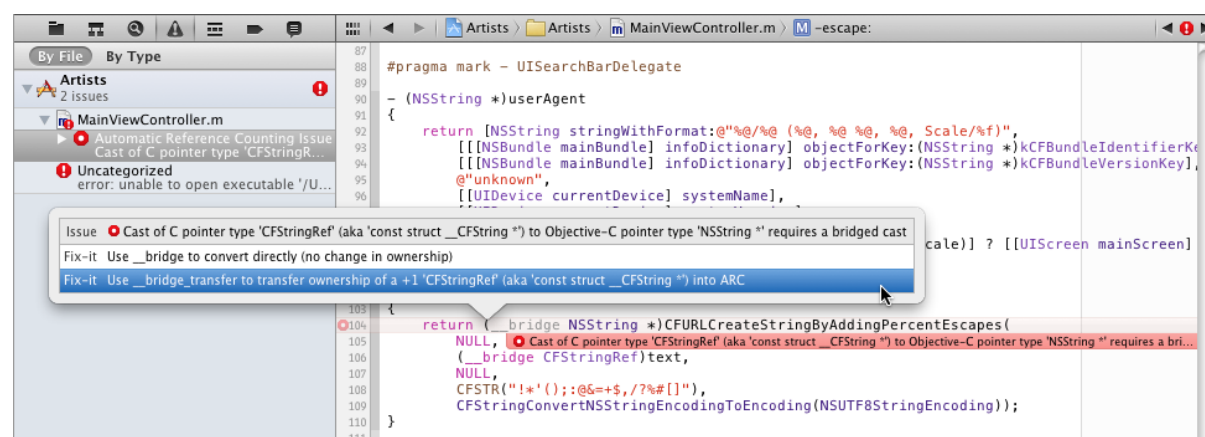 Artists 〉 Artists 〉 MainViewController.m 〉 M -escape:
By File By Type
Artists
2 issues
MainViewController.m
Automatic Reference Counting Issue
Cast of C pointer type 'CFStringR...
Uncategorized
error: unable to open executable '/U...
87
88 #pragma mark - UISearchBarDelegate
89
90 - (NSString *)userAgent
91 {
92 return [NSString stringWithFormat:@"%@/%@ (%@, %@ %@, %@, Scale/%f)",
93 [[[NSBundle mainBundle] infoDictionary] objectForKey:(NSString *)kCFBundleIdentifierKe
94 [[[NSBundle mainBundle] infoDictionary] objectForKey:(NSString *)kCFBundleVersionKey],
95 @"unknown",
96 [[UIDevice currentDevice] systemName],
Issue Cast of C pointer type 'CFStringRef' (aka 'const struct __CFString *') to Objective-C pointer type 'NSString *' requires a bridged cast
cale)] ? [[UIScreen mainScreen]
Fix-it Use __bridge to convert directly (no change in ownership)
Fix-it Use __bridge_transfer to transfer ownership of a +1 'CFStringRef' (aka 'const struct __CFString *') into ARC
103 {
104 return (__bridge NSString *)CFURLCreateStringByAddingPercentEscapes(
105 NULL, Cast of C pointer type 'CFStringRef' (aka 'const struct __CFString *') to Objective-C pointer type 'NSString *' requires a bri...
106 (__bridge CFStringRef)text,
107 NULL,
108 CFSTR("!*'();:@&=+$,/?%#[]"),
109 CFStringConvertNSStringEncodingToEncoding(NSUTF8StringEncoding));
110 }